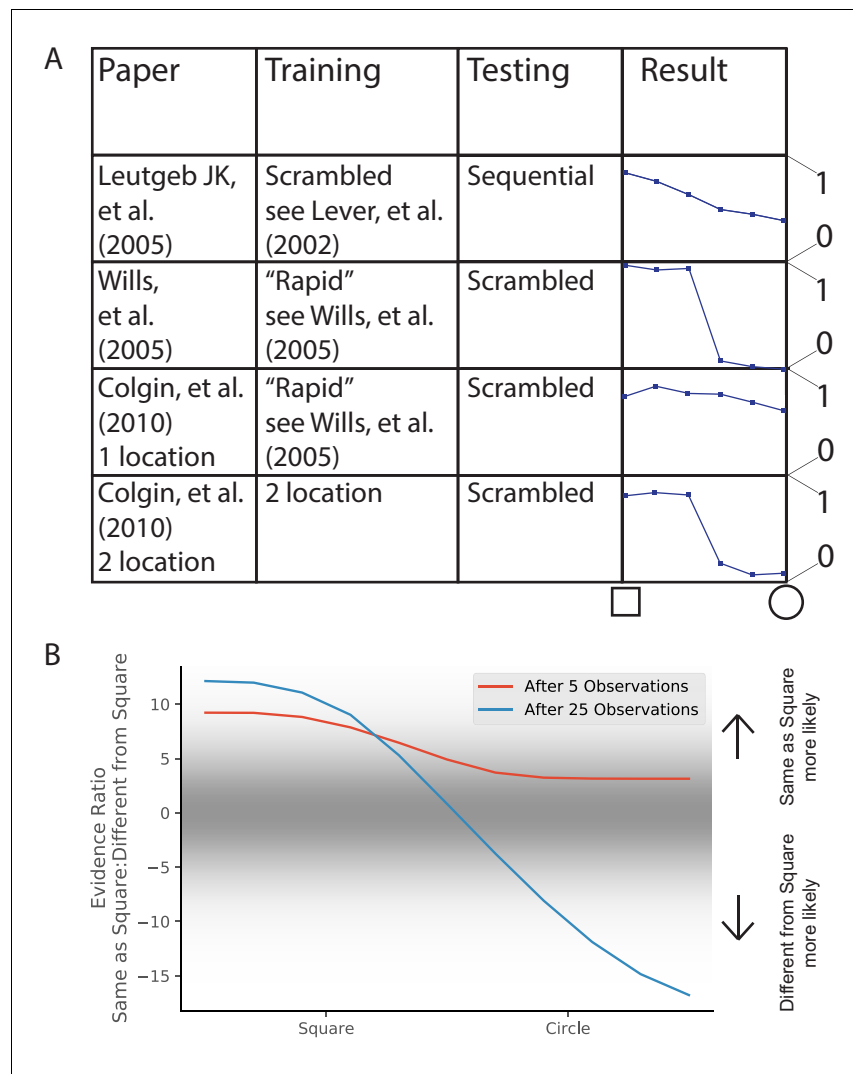 A
Paper Training Testing Result
Leutgeb JK,
et al.
(2005)
Scrambled
see Lever, et al.
(2002)
Sequential
1
0
Wills,
et al.
(2005)
“Rapid”
see Wills, et al.
(2005)
Scrambled
1
0
Colgin, et al.
(2010)
1 location
“Rapid”
see Wills, et al.
(2005)
Scrambled
1
0
Colgin, et al.
(2010)
2 location
2 location
Scrambled
1
0
B
Evidence Ratio
Same as Square:Different from Square
10
5
0
−5
−10
−15
After 5 Observations
After 25 Observations
Same as Square
more likely
Different from Square
more likely
Square
Circle